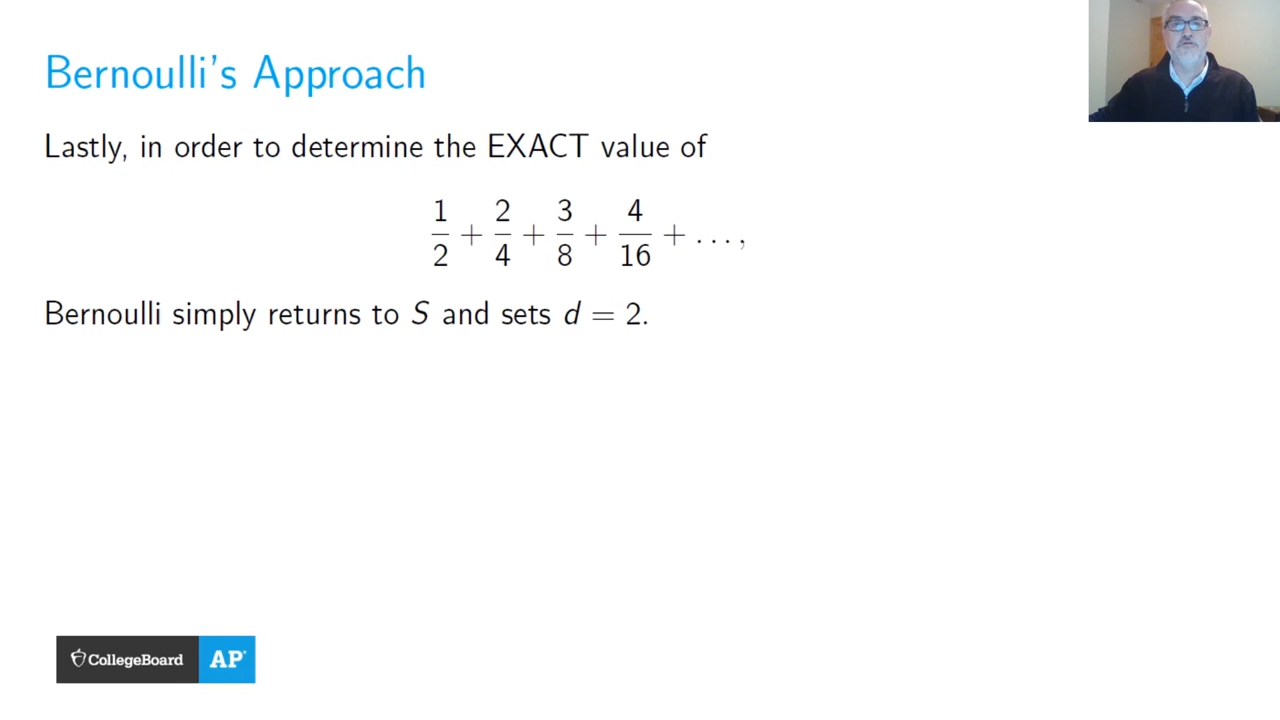 Bernoulli's Approach
Lastly, in order to determine the EXACT value of
1/2 + 2/4 + 3/8 + 4/16 + . . . ,
Bernoulli simply returns to S and sets d = 2.
CollegeBoard AP®